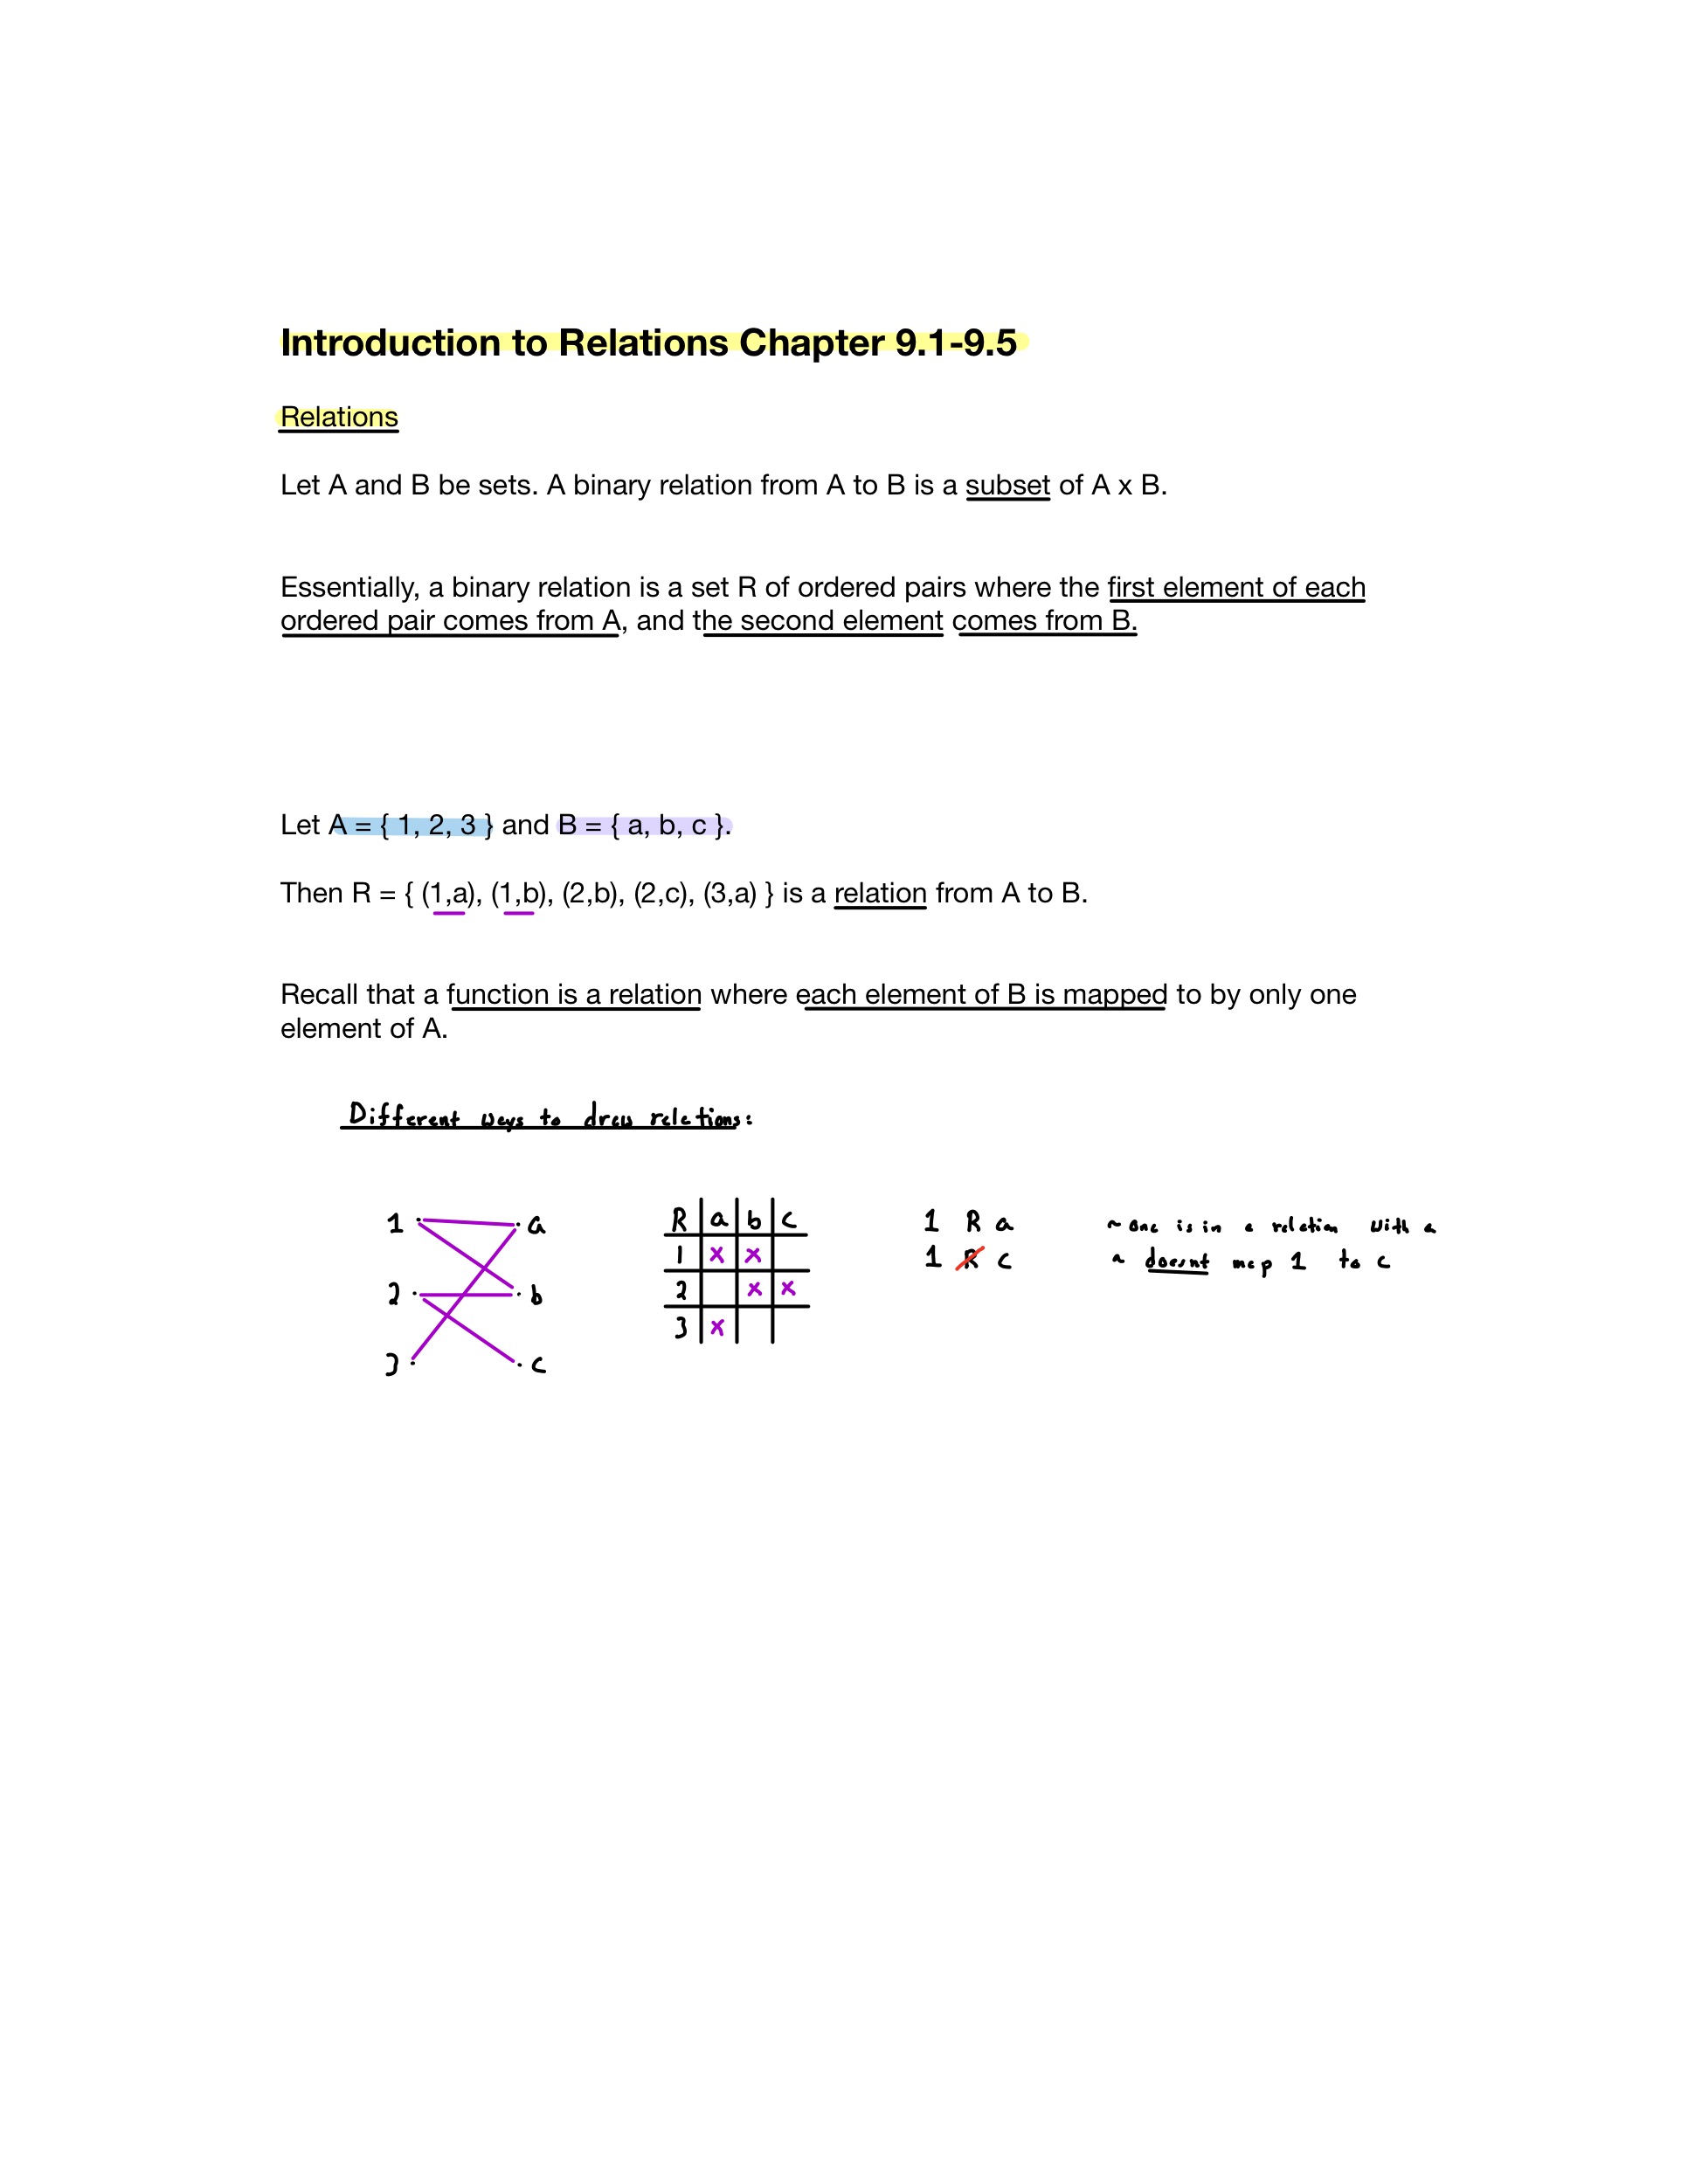 Introduction to Relations Chapter 9.1-9.5
Relations
Let A and B be sets. A binary relation from A to B is a subset of A x B.
Essentially, a binary relation is a set R of ordered pairs where the first element of each
ordered pair comes from A, and the second element comes from B.
Let A = { 1, 2, 3 } and B = { a, b, c }.
Then R = { (1,a), (1,b), (2,b), (2,c), (3,a) } is a relation from A to B.
Recall that a function is a relation where each element of B is mapped to by only one
element of A.
Different ways to draw relations:
1 a
2 b
3 c
R a b c
1 x x
2 x x
3 x
1 R a ~ one is in a relation with a
1 R c ~ doesnt map 1 to c